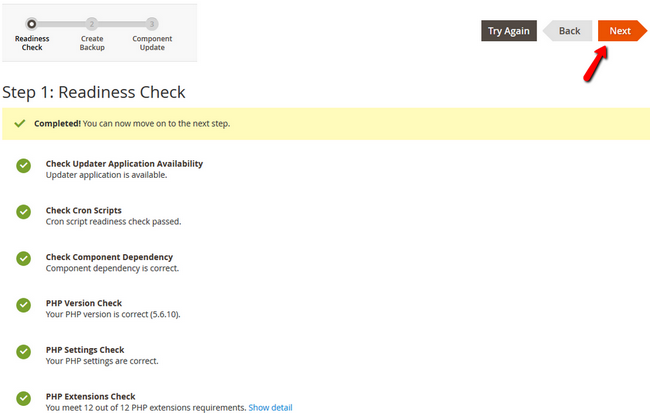 1 2 3
Readiness Check
Create Backup
Component Update
Try Again
Back
Next
Step 1: Readiness Check
Completed! You can now move on to the next step.
Check Updater Application Availability
Updater application is available.
Check Cron Scripts
Cron script readiness check passed.
Check Component Dependency
Component dependency is correct.
PHP Version Check
Your PHP version is correct (5.6.10).
PHP Settings Check
Your PHP settings are correct.
PHP Extensions Check
You meet 12 out of 12 PHP extensions requirements. Show detail